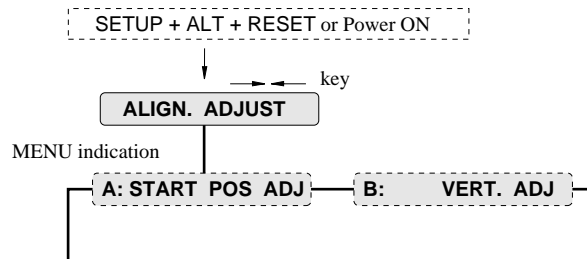 SETUP + ALT + RESET or Power ON
key
ALIGN. ADJUST
MENU indication
A: START POS ADJ
B: VERT. ADJ